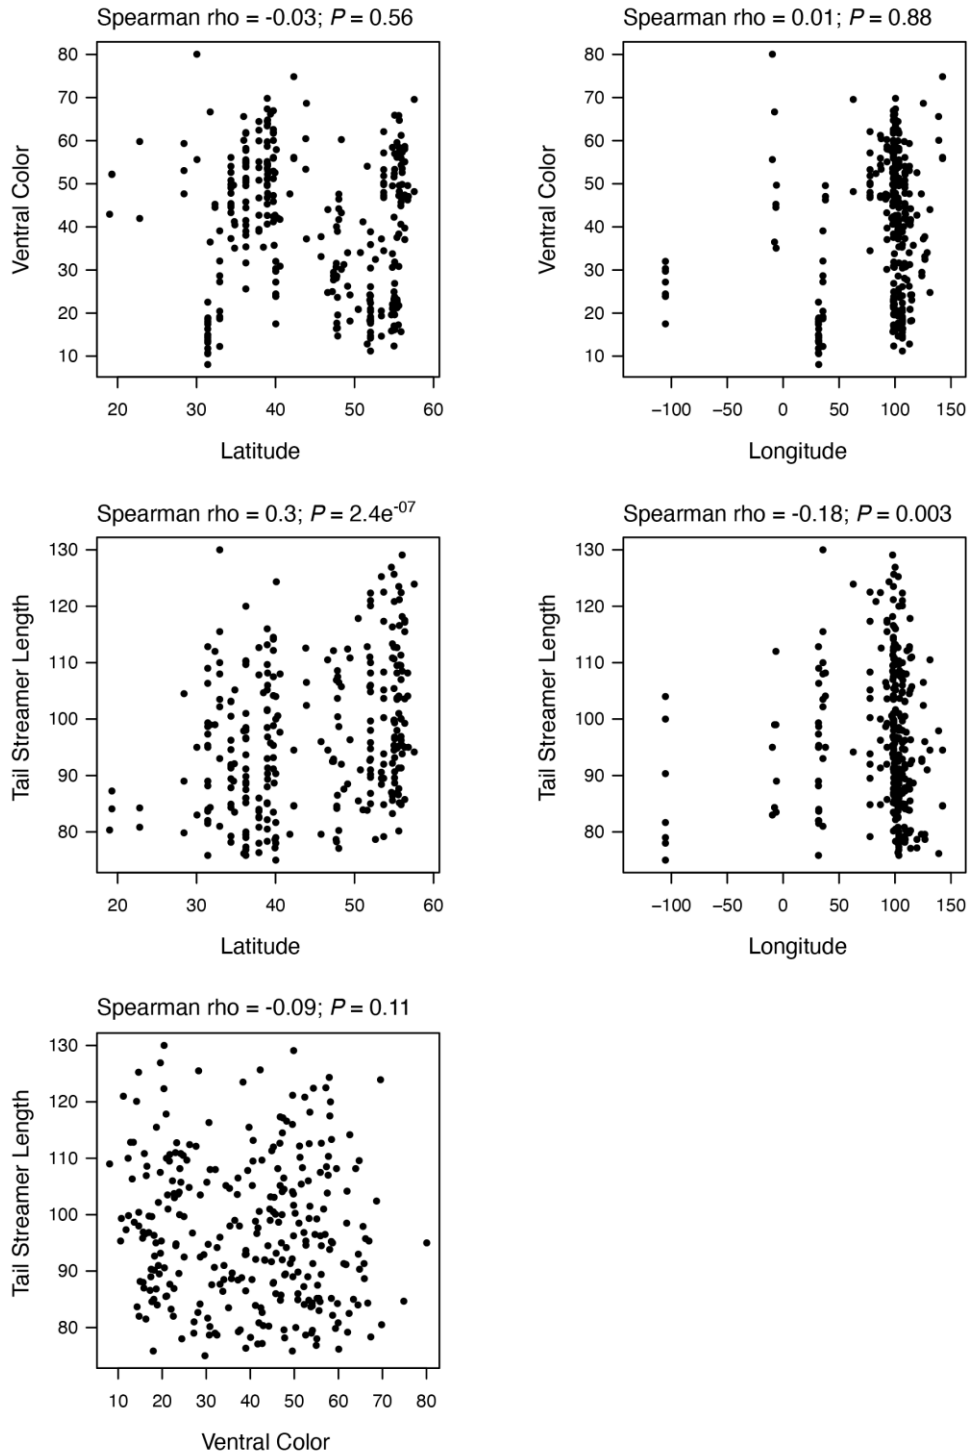 Spearman rho = -0.03; P = 0.56
80
70
60
50
40
30
20
10
Ventral Color
20 30 40 50 60
Latitude
Spearman rho = 0.01; P = 0.88
80
70
60
50
40
30
20
10
Ventral Color
−100 −50 0 50 100 150
Longitude
Spearman rho = 0.3; P = 2.4e-07
130
120
110
100
90
80
Tail Streamer Length
20 30 40 50 60
Latitude
Spearman rho = -0.18; P = 0.003
130
120
110
100
90
80
Tail Streamer Length
−100 −50 0 50 100 150
Longitude
Spearman rho = -0.09; P = 0.11
130
120
110
100
90
80
Tail Streamer Length
10 20 30 40 50 60 70 80
Ventral Color